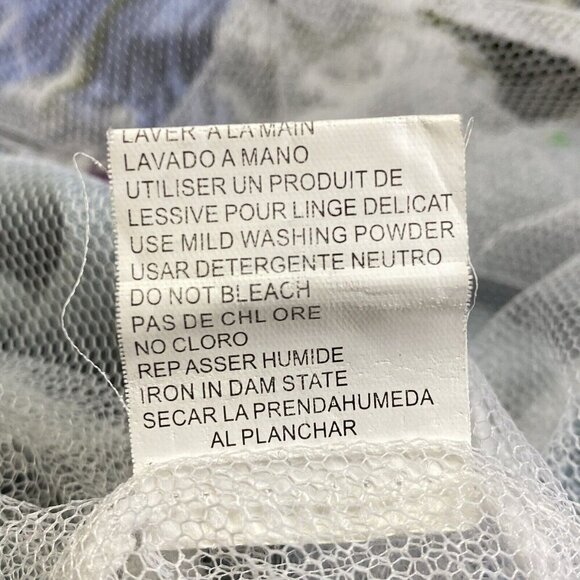 LAVER A LA MAIN
LAVADO A MANO
UTILISER UN PRODUIT DE
LESSIVE POUR LINGE DELICAT
USE MILD WASHING POWDER
USAR DETERGENTE NEUTRO
DO NOT BLEACH
PAS DE CHL ORE
NO CLORO
REP ASSER HUMIDE
IRON IN DAM STATE
SECAR LA PRENDAHUMEDA
AL PLANCHAR